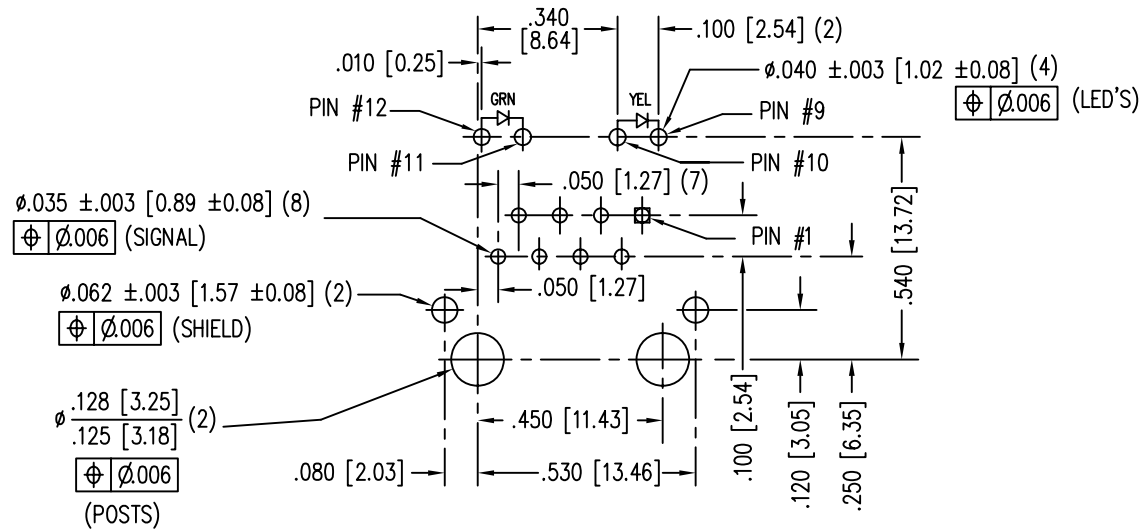 .340
[8.64]
.100 [2.54] (2)
.010 [0.25]
ø.040 ±.003 [1.02 ±0.08] (4)
⌖ Ø.006 (LED'S)
GRN
YEL
PIN #12
PIN #9
PIN #11
PIN #10
.050 [1.27] (7)
ø.035 ±.003 [0.89 ±0.08] (8)
⌖ Ø.006 (SIGNAL)
PIN #1
.540 [13.72]
.050 [1.27]
ø.062 ±.003 [1.57 ±0.08] (2)
⌖ Ø.006 (SHIELD)
ø .128 [3.25]
.125 [3.18] (2)
⌖ Ø.006
(POSTS)
.450 [11.43]
.080 [2.03]
.530 [13.46]
.100 [2.54]
.120 [3.05]
.250 [6.35]